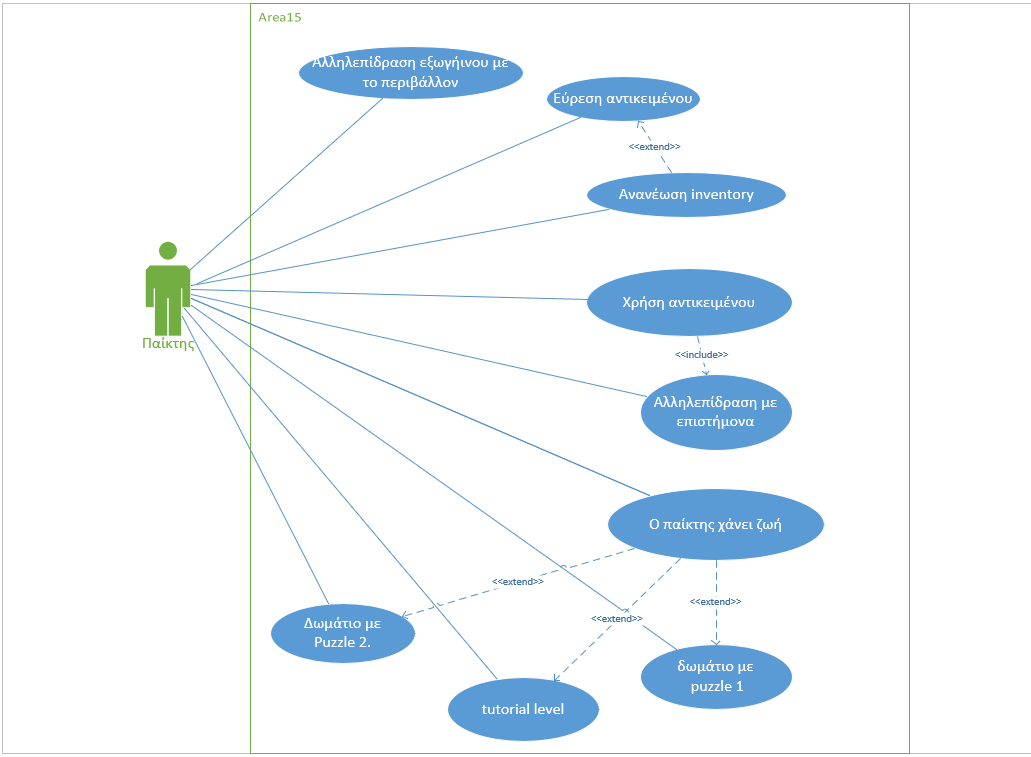 Area15
Αλληλεπίδραση εξωγήινου με
το περιβάλλον
Εύρεση αντικειμένου
<<extend>>
Ανανέωση inventory
Χρήση αντικειμένου
<<include>>
Αλληλεπίδραση με
επιστήμονα
Παίκτης
Ο παίκτης χάνει ζωή
<<extend>>
<<extend>>
<<extend>>
Δωμάτιο με
Puzzle 2.
δωμάτιο με
puzzle 1
tutorial level